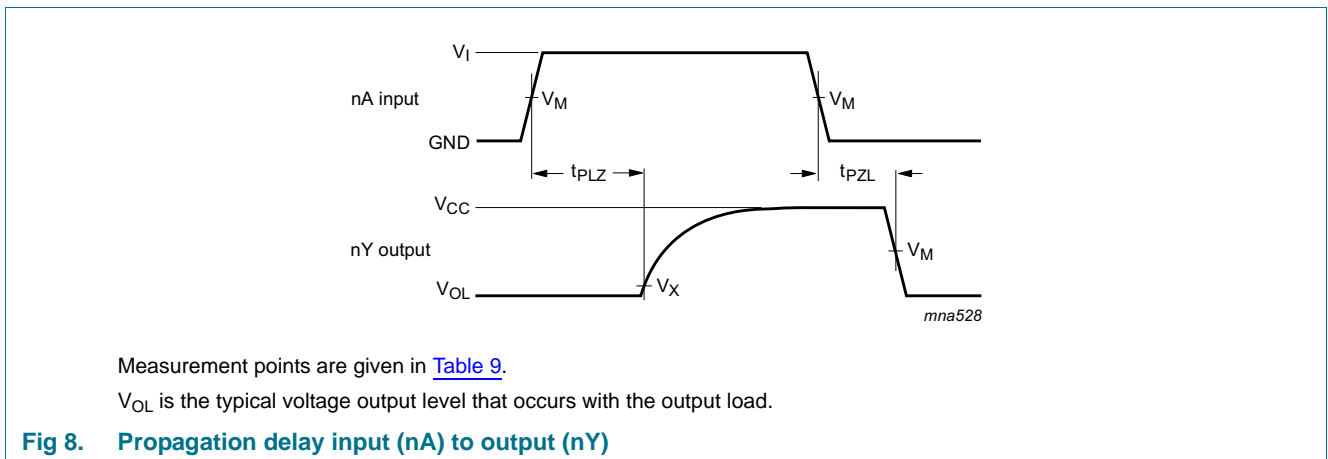 V_I
nA input
V_M
V_M
GND
t_PLZ
t_PZL
V_CC
nY output
V_M
V_OL
V_X
mna528
Measurement points are given in Table 9.
V_OL is the typical voltage output level that occurs with the output load.
Fig 8. Propagation delay input (nA) to output (nY)